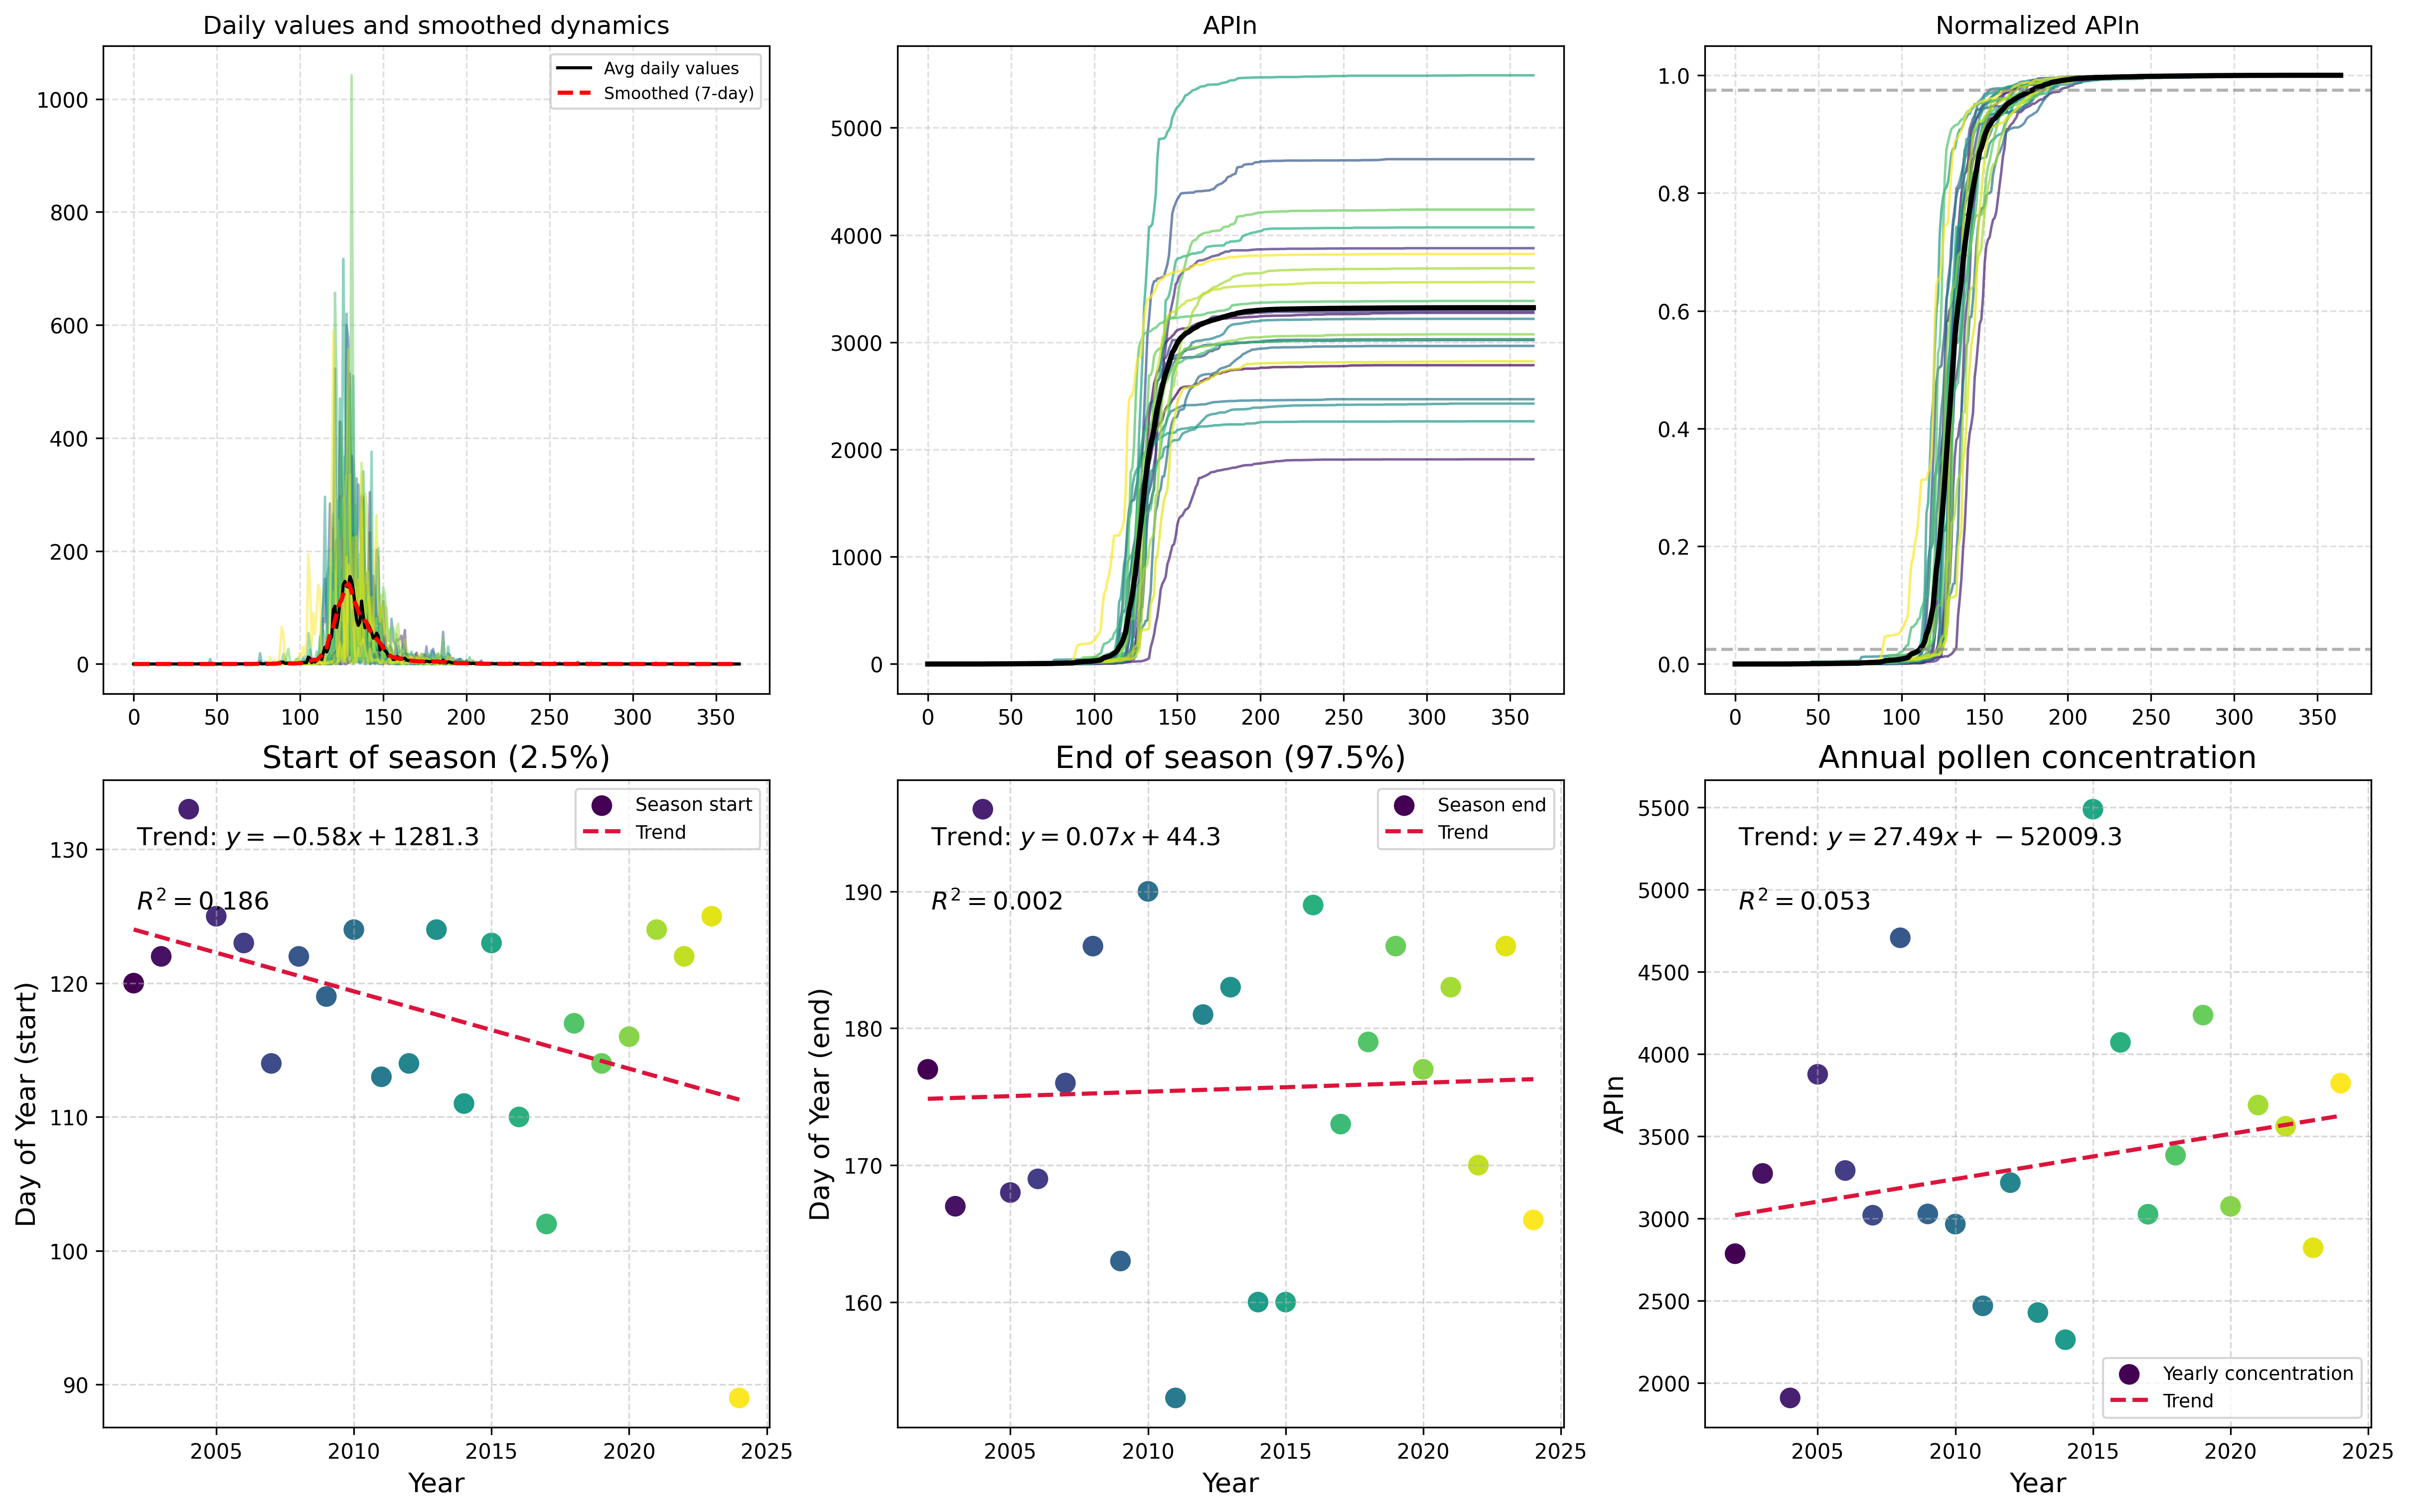 Daily values and smoothed dynamics
Avg daily values
Smoothed (7-day)
1000
800
600
400
200
0
0 50 100 150 200 250 300 350
APIn
5000
4000
3000
2000
1000
0
0 50 100 150 200 250 300 350
Normalized APIn
1.0
0.8
0.6
0.4
0.2
0.0
0 50 100 150 200 250 300 350
Start of season (2.5%)
Season start
Trend
Trend: y = −0.58x + 1281.3
R² = 0.186
Day of Year (start)
130
120
110
100
90
2005 2010 2015 2020 2025
Year
End of season (97.5%)
Season end
Trend
Trend: y = 0.07x + 44.3
R² = 0.002
Day of Year (end)
190
180
170
160
2005 2010 2015 2020 2025
Year
Annual pollen concentration
Trend: y = 27.49x + −52009.3
R² = 0.053
APIn
5500
5000
4500
4000
3500
3000
2500
2000
Yearly concentration
Trend
2005 2010 2015 2020 2025
Year